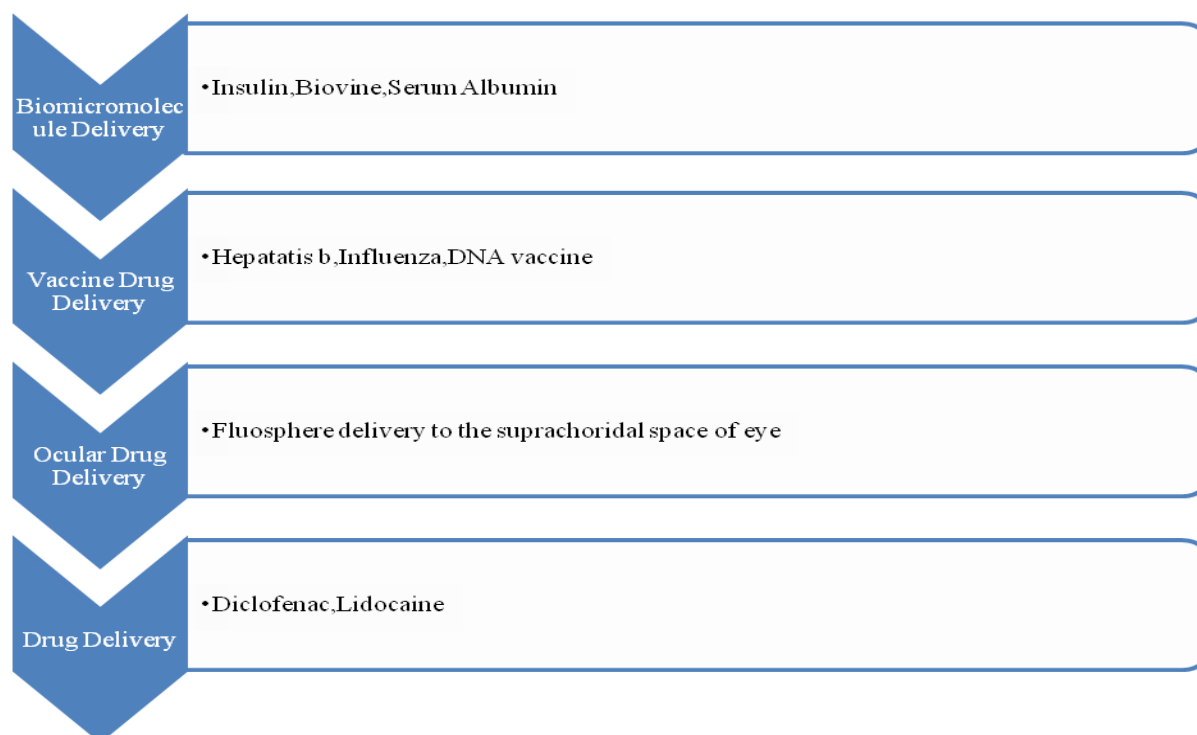 Biomicromolec
ule Delivery
•Insulin,Biovine,Serum Albumin
Vaccine Drug
Delivery
•Hepatatis b,Influenza,DNA vaccine
Ocular Drug
Delivery
•Fluosphere delivery to the suprachoridal space of eye
Drug Delivery
•Diclofenac,Lidocaine